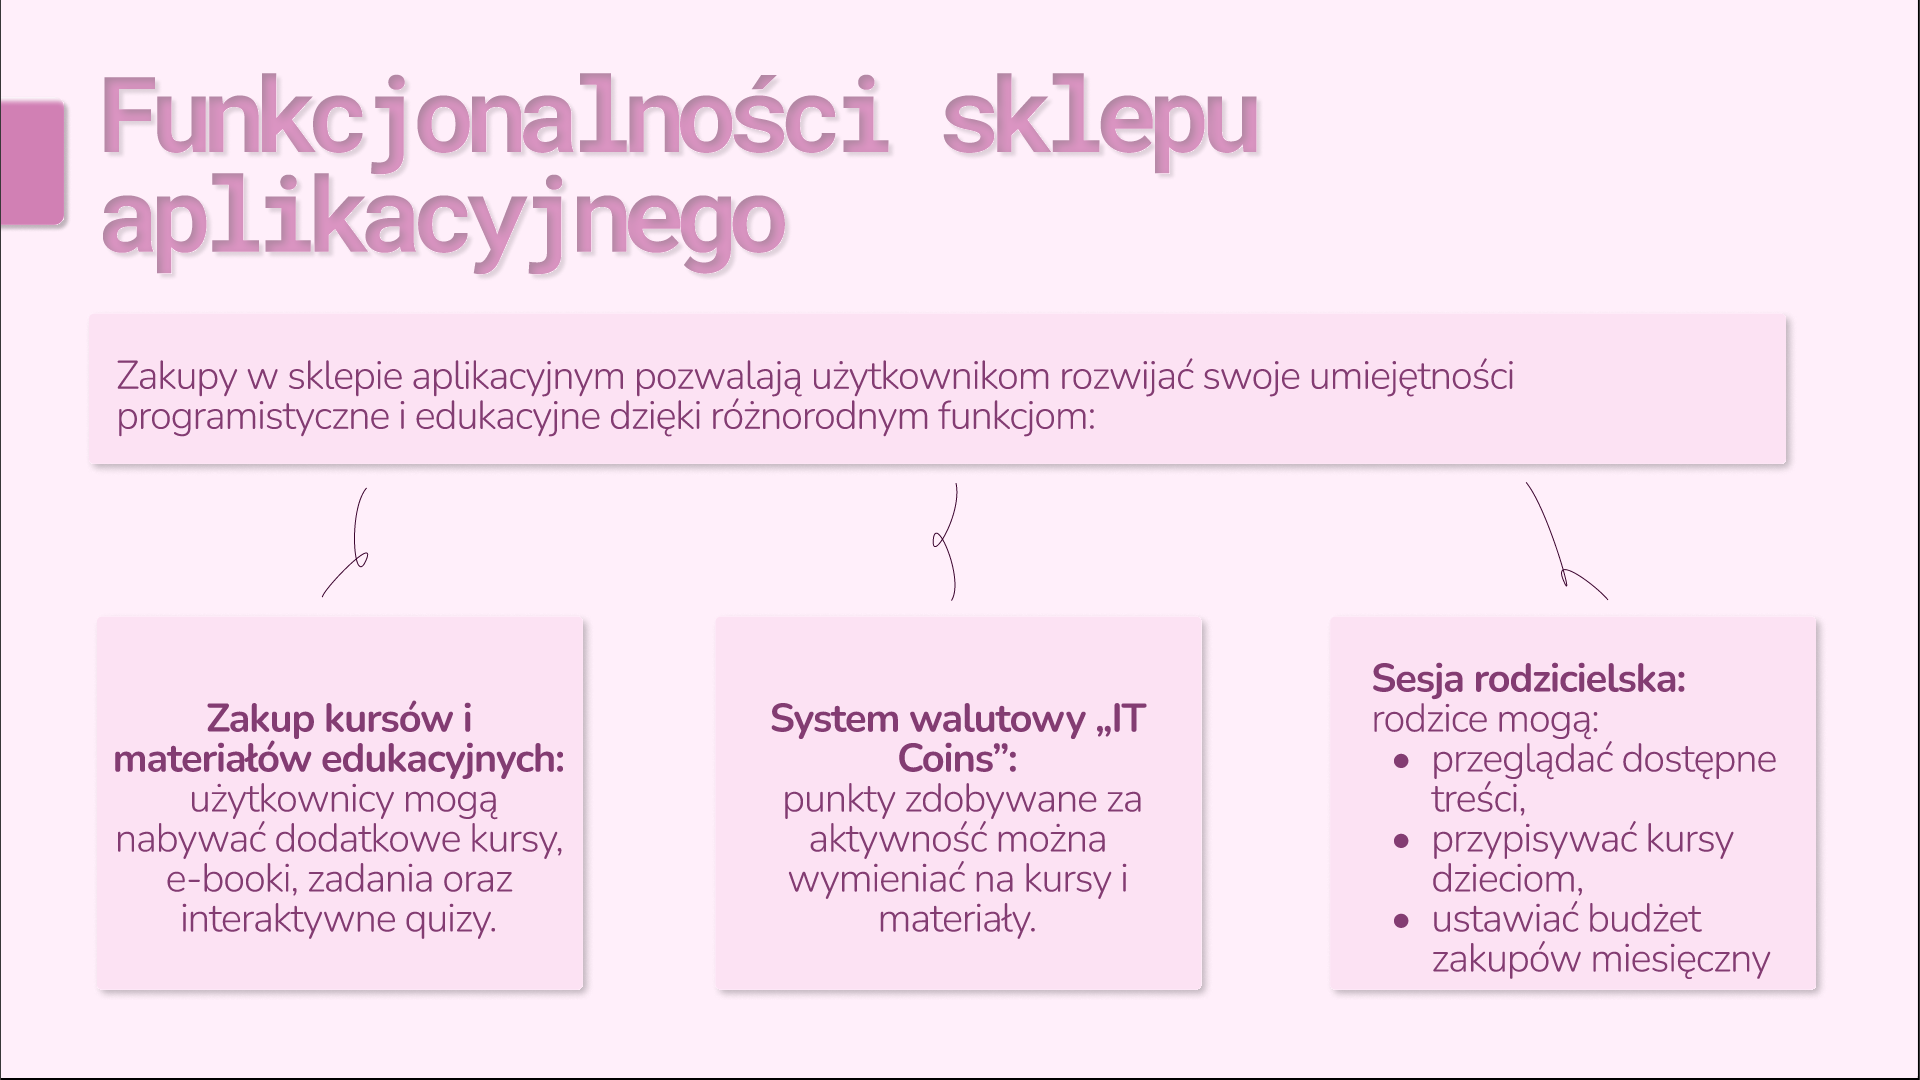 Funkcjonalności sklepu
aplikacyjnego
Zakupy w sklepie aplikacyjnym pozwalają użytkownikom rozwijać swoje umiejętności
programistyczne i edukacyjne dzięki różnorodnym funkcjom:
Zakup kursów i
materiałów edukacyjnych:
użytkownicy mogą
nabywać dodatkowe kursy,
e-booki, zadania oraz
interaktywne quizy.
System walutowy „IT
Coins”:
punkty zdobywane za
aktywność można
wymieniać na kursy i
materiały.
Sesja rodzicielska:
rodzice mogą:
● przeglądać dostępne
treści,
● przypisywać kursy
dzieciom,
● ustawiać budżet
zakupów miesięczny